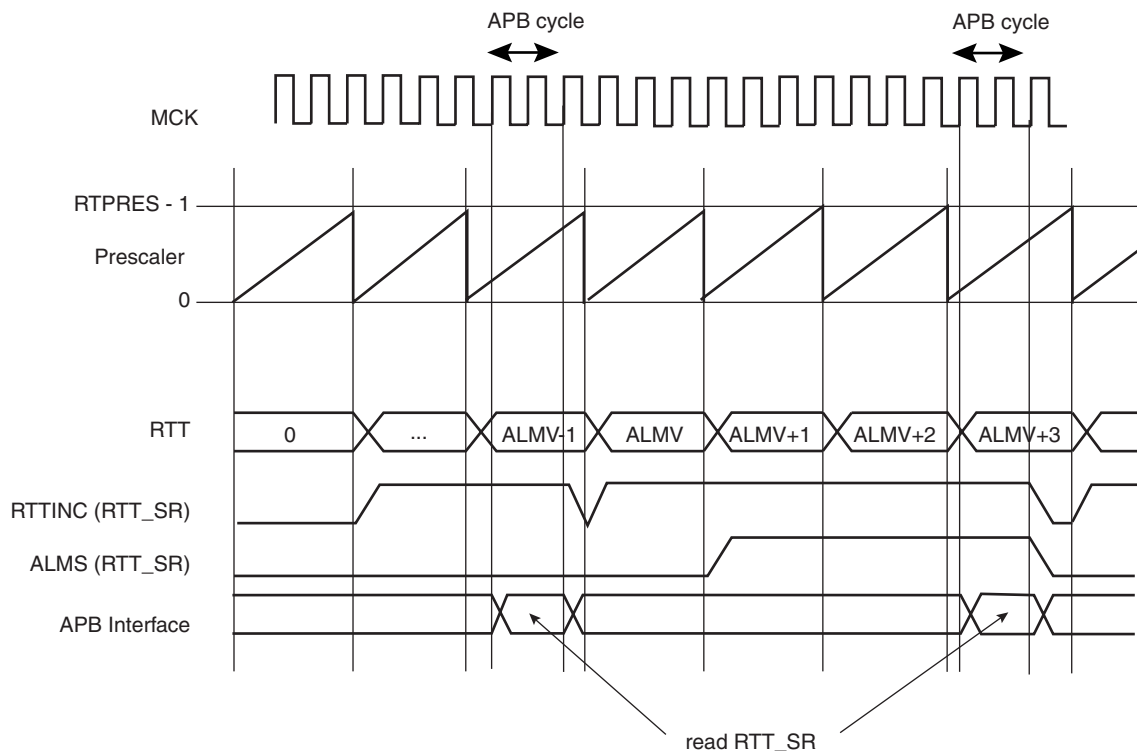 APB cycle APB cycle
MCK
RTPRES - 1
Prescaler
0
RTT 0 ... ALMV-1 ALMV ALMV+1 ALMV+2 ALMV+3
RTTINC (RTT_SR)
ALMS (RTT_SR)
APB Interface
read RTT_SR